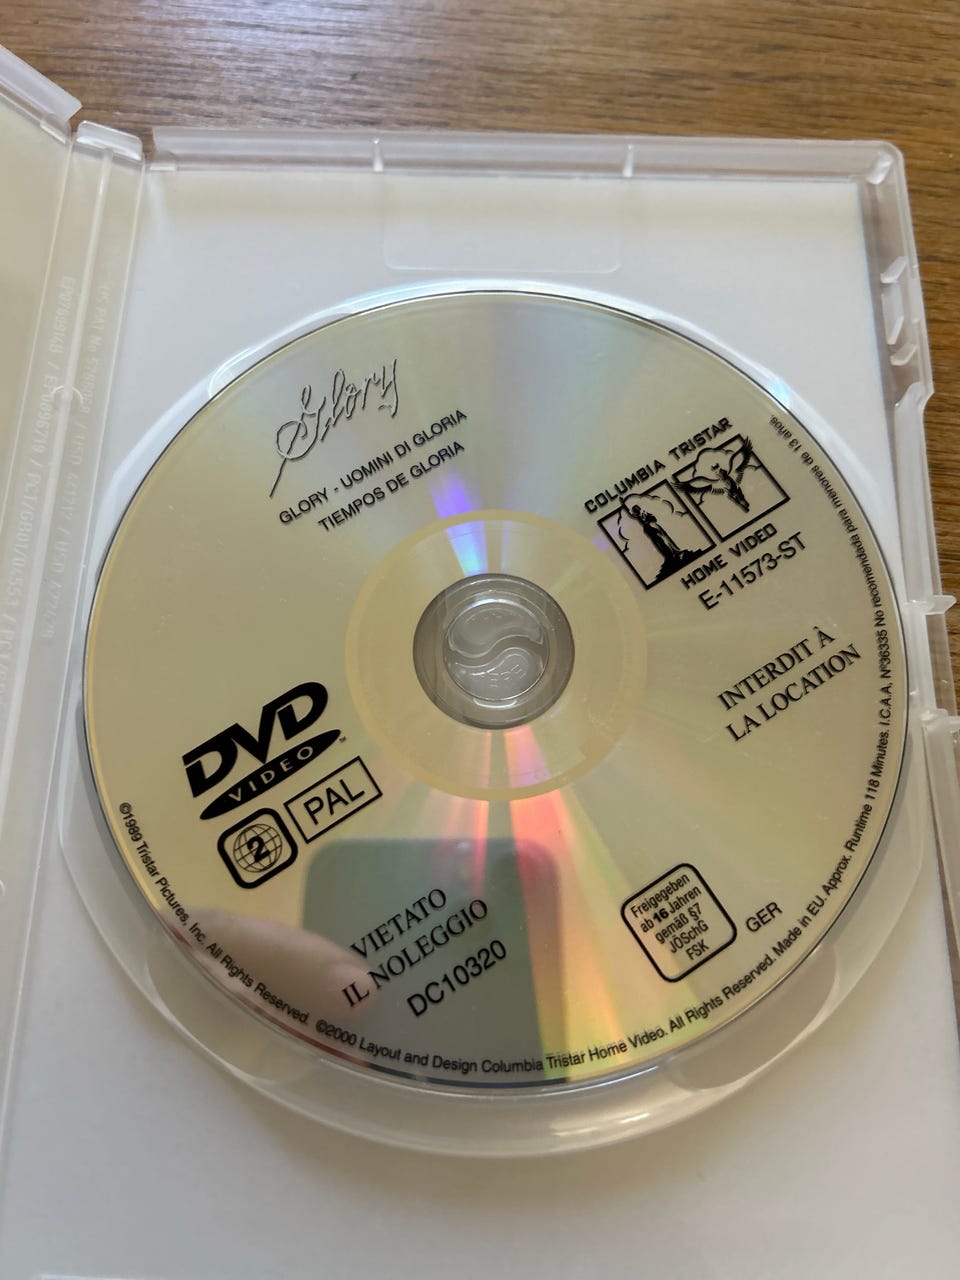 Glory
GLORY - UOMINI DI GLORIA
TIEMPOS DE GLORIA
COLUMBIA TRISTAR
HOME VIDEO
E-11573-ST
INTERDIT À
LA LOCATION
DVD
VIDEO
2
PAL
VIETATO
IL NOLEGGIO
DC10320
Freigegeben
ab 16 Jahren
gemäß §7
JÖSchG
FSK
GER
©1989 Tristar Pictures, Inc. All Rights Reserved. ©2000 Layout and Design Columbia Tristar Home Video. All Rights Reserved. Made in EU. Approx. Runtime 118 Minutes. I.C.A.A. Nº36335 No recomendada para menores de 13 años.